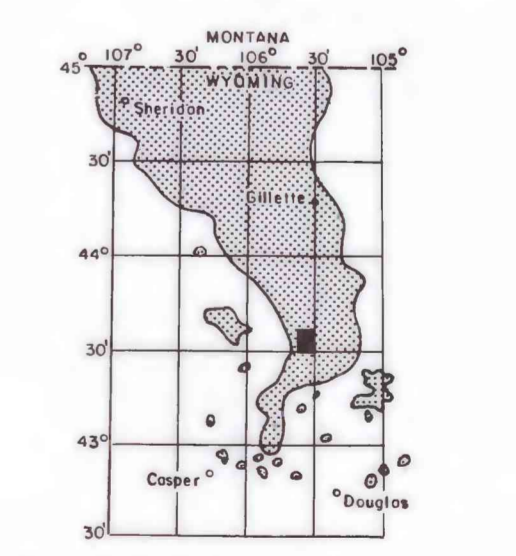 MONTANA
107° 30' 106° 30' 105°
45°
WYOMING
Sheridan
30'
Gillette
44°
30'
43°
Casper
Douglas
30'